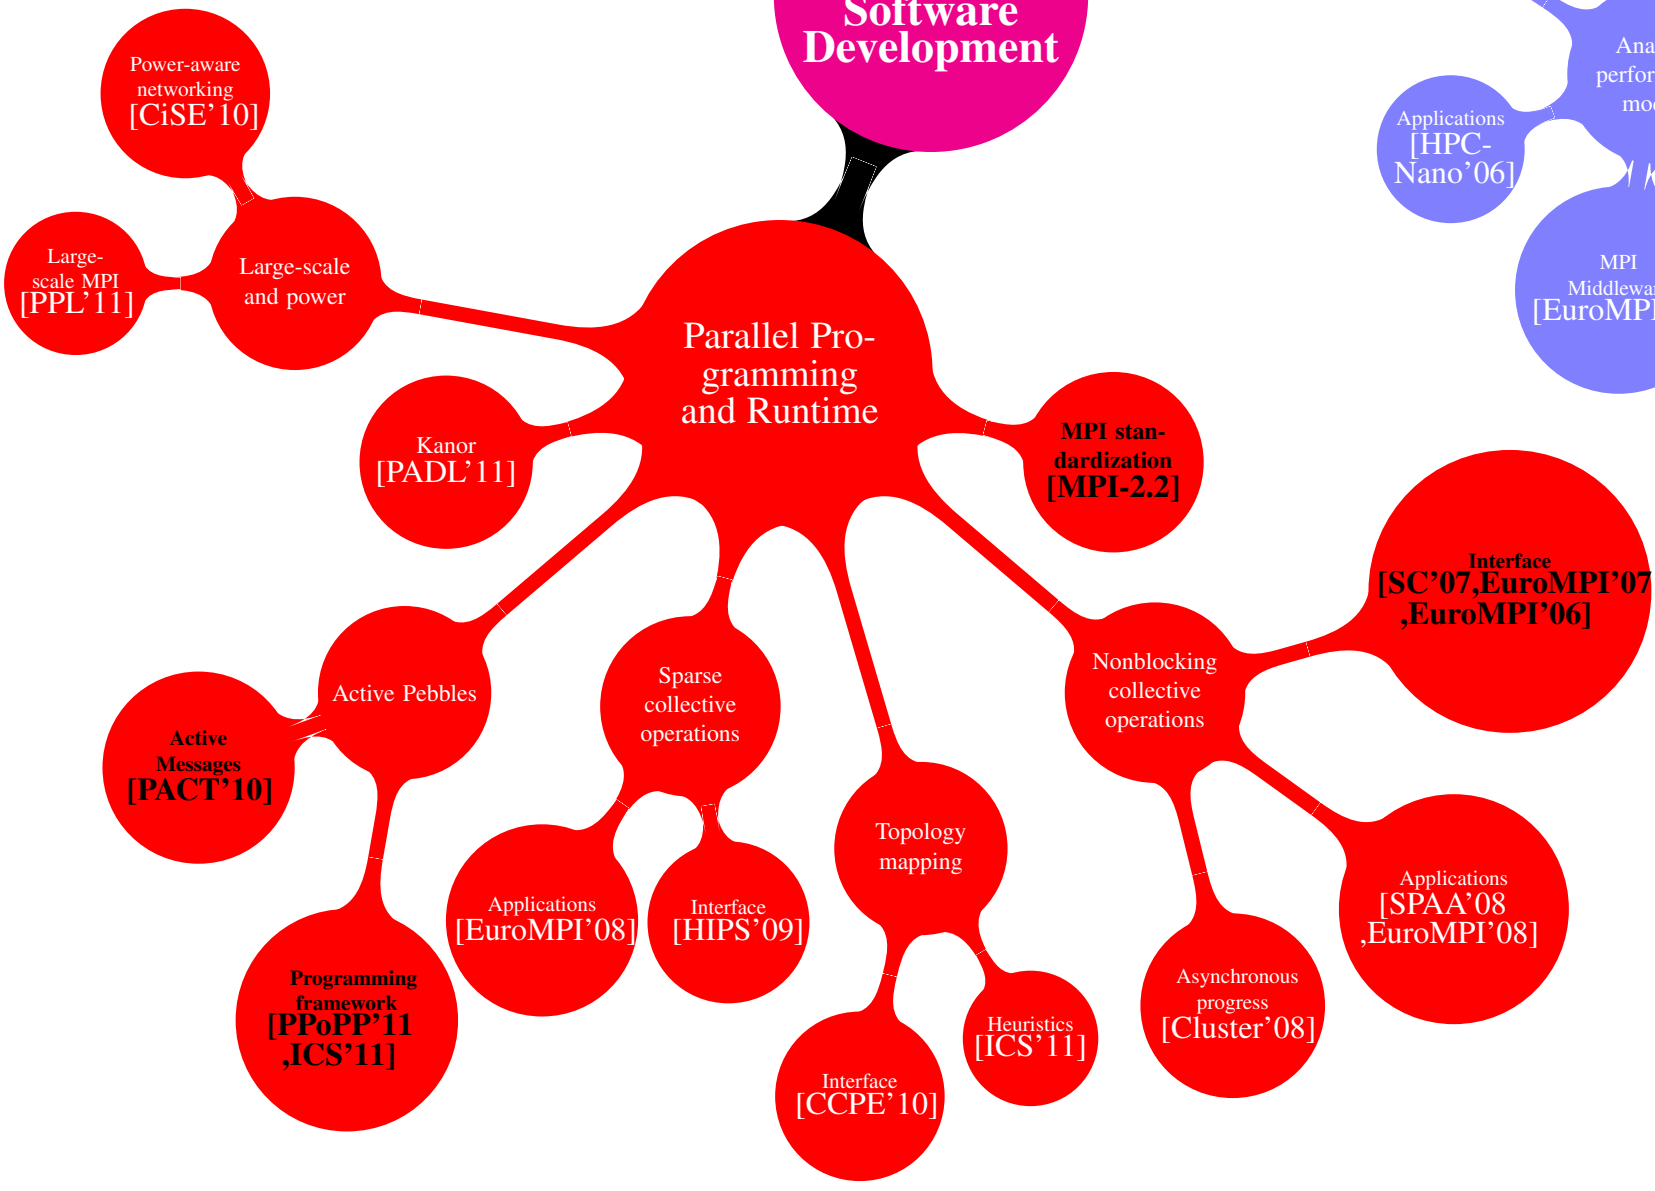 Software
Development
Power-aware
networking
[CiSE'10]
Large-
scale MPI
[PPL'11]
Large-scale
and power
Parallel Pro-
gramming
and Runtime
Kanor
[PADL'11]
MPI stan-
dardization
[MPI-2.2]
Applications
[HPC-
Nano'06]
MPI
[EuroMPI
Interface
[SC'07,EuroMPI'07
,EuroMPI'06]
Active Pebbles
Active
Messages
[PACT'10]
Programming
framework
[PPoPP'11
,ICS'11]
Sparse
collective
operations
Applications
[EuroMPI'08]
Interface
[HIPS'09]
Topology
mapping
Interface
[CCPE'10]
Heuristics
[ICS'11]
Nonblocking
collective
operations
Asynchronous
progress
[Cluster'08]
Applications
[SPAA'08
,EuroMPI'08]